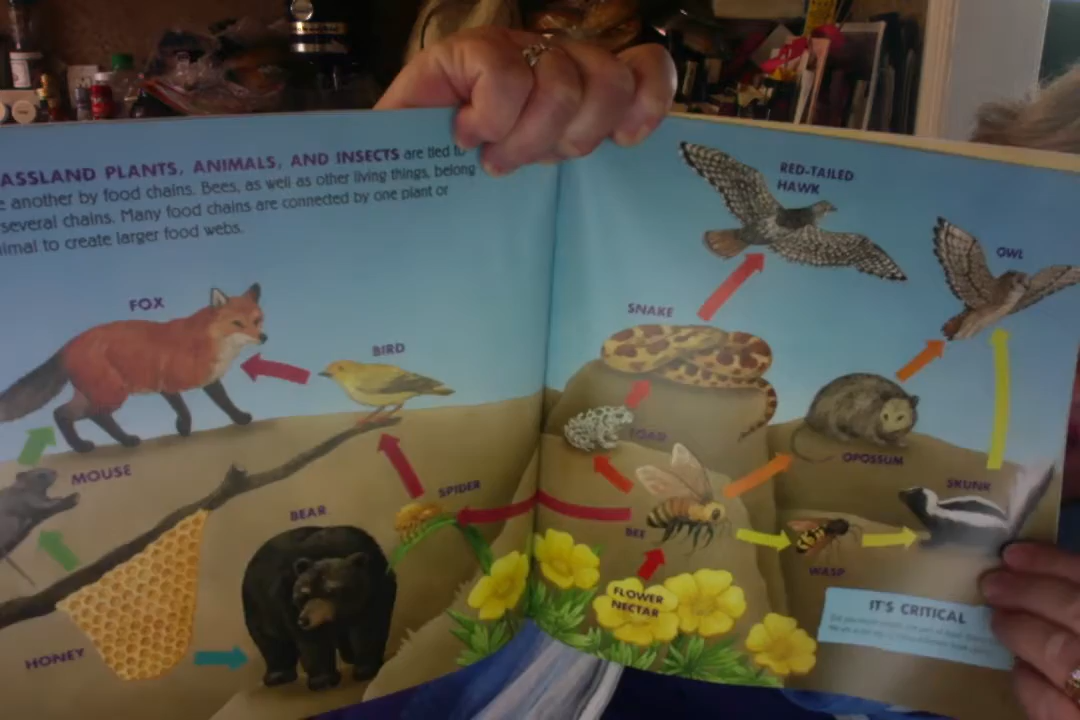 ASSLAND PLANTS, ANIMALS, AND INSECTS are tied to
e another by food chains. Bees, as well as other living things, belong
several chains. Many food chains are connected by one plant or
nimal to create larger food webs.
FOX
BIRD
MOUSE
SPIDER
BEAR
HONEY
RED-TAILED
HAWK
OWL
SNAKE
TOAD
OPOSSUM
SKUNK
BEE
WASP
FLOWER
NECTAR
IT'S CRITICAL